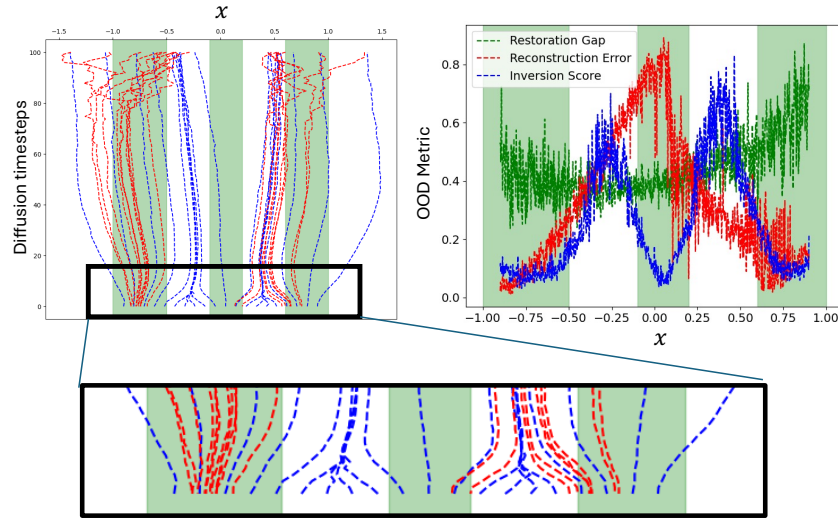 x
−1.5 −1.0 −0.5 0.0 0.5 1.0 1.5
Diffusion timesteps
100
80
60
40
20
0
Restoration Gap
Reconstruction Error
Inversion Score
OOD Metric
0.8
0.6
0.4
0.2
0.0
−1.00 −0.75 −0.50 −0.25 0.00 0.25 0.50 0.75 1.00
x